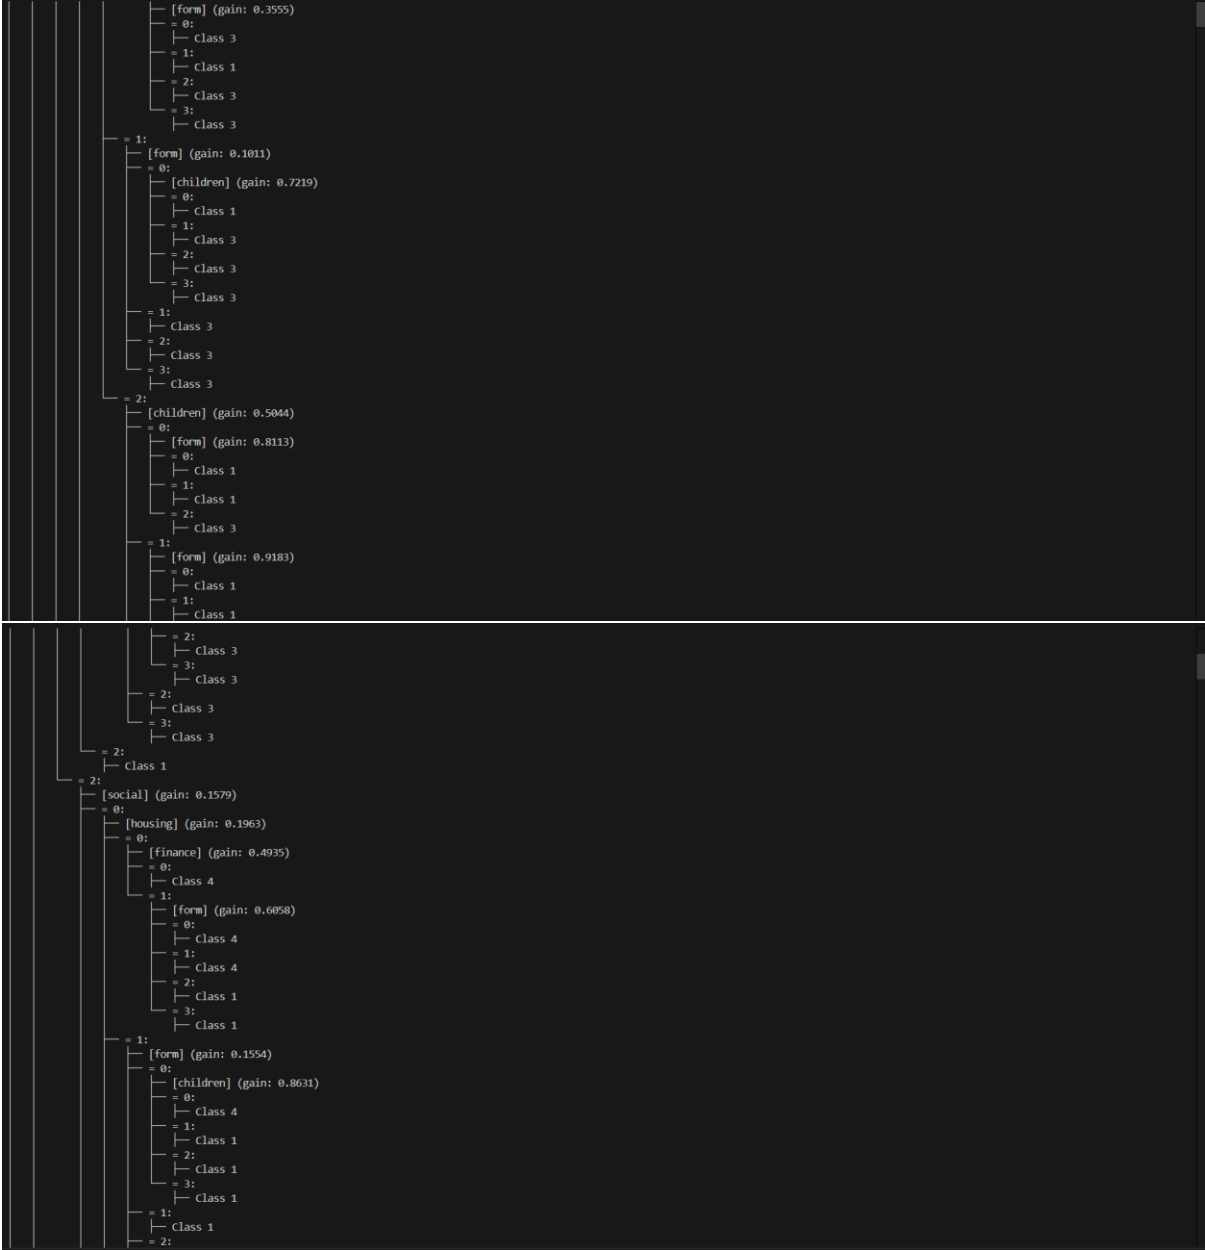 [form] (gain: 0.3555)
= 0:
Class 3
= 1:
Class 1
= 2:
Class 3
= 3:
Class 3
= 1:
[form] (gain: 0.1011)
= 0:
[children] (gain: 0.7219)
= 0:
Class 1
= 1:
Class 3
= 2:
Class 3
= 3:
Class 3
= 1:
Class 3
= 2:
Class 3
= 3:
Class 3
= 2:
[children] (gain: 0.5044)
= 0:
[form] (gain: 0.8113)
= 0:
Class 1
= 1:
Class 1
= 2:
Class 3
= 1:
[form] (gain: 0.9183)
= 0:
Class 1
= 1:
Class 1
= 2:
Class 3
= 3:
Class 3
= 2:
Class 3
= 3:
Class 3
= 2:
Class 1
= 2:
[social] (gain: 0.1579)
= 0:
[housing] (gain: 0.1963)
= 0:
[finance] (gain: 0.4935)
= 0:
Class 4
= 1:
[form] (gain: 0.6058)
= 0:
Class 4
= 1:
Class 4
= 2:
Class 1
= 3:
Class 1
= 1:
[form] (gain: 0.1554)
= 0:
[children] (gain: 0.8631)
= 0:
Class 4
= 1:
Class 1
= 2:
Class 1
= 3:
Class 1
= 1:
Class 1
= 2: